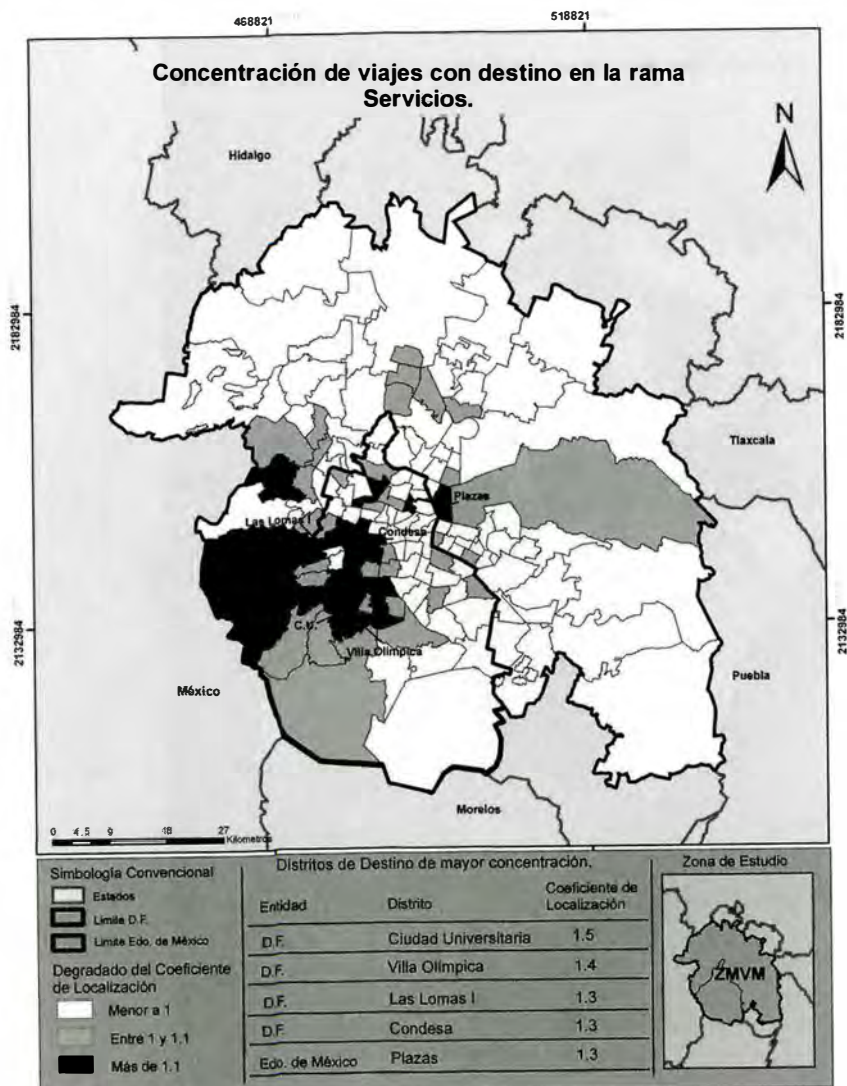 468821
518821
Concentración de viajes con destino en la rama
Servicios.
N
Hidalgo
2182984
2182984
Tlaxcala
Plazas
Las Lomas I
Condesa
C.U.
Villa Olímpica
2132984
2132984
México
Puebla
Morelos
0 4.5 9 18 27
Kilometros
Simbología Convencional
Estados
Limite D.F.
Limite Edo. de México
Degradado del Coeficiente
de Localización
Menor a 1
Entre 1 y 1.1
Más de 1.1
Distritos de Destino de mayor concentración.
Entidad Distrito Coeficiente de
Localización
D.F. Ciudad Universitaria 1.5
D.F. Villa Olímpica 1.4
D.F. Las Lomas I 1.3
D.F. Condesa 1.3
Edo. de México Plazas 1.3
Zona de Estudio
ZMVM